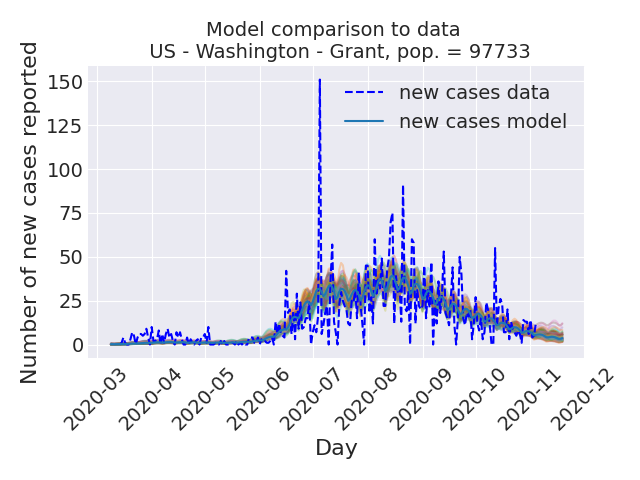 Model comparison to data
US - Washington - Grant, pop. = 97733
Number of new cases reported
150
125
100
75
50
25
0
new cases data
new cases model
2020-03
2020-04
2020-05
2020-06
2020-07
2020-08
2020-09
2020-10
2020-11
2020-12
Day